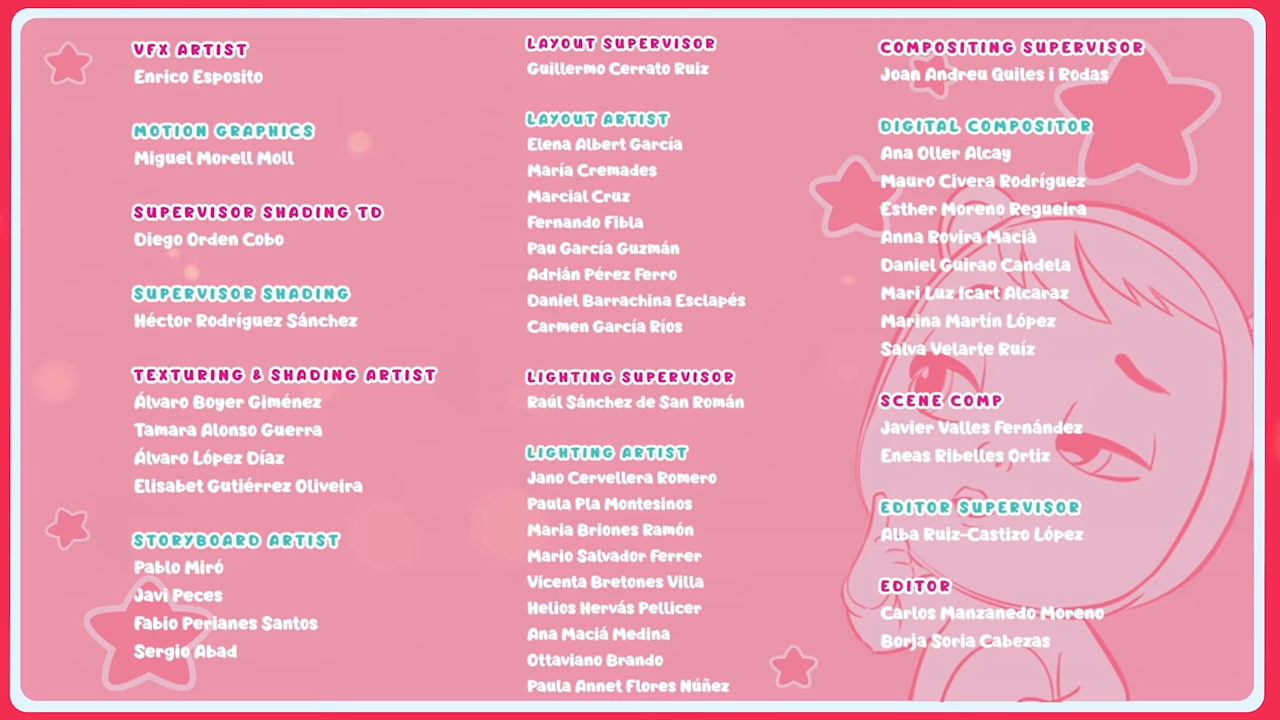 VFX ARTIST
Enrico Esposito
MOTION GRAPHICS
Miguel Morell Moll
SUPERVISOR SHADING TD
Diego Orden Cobo
SUPERVISOR SHADING
Héctor Rodríguez Sánchez
TEXTURING & SHADING ARTIST
Álvaro Boyer Giménez
Tamara Alonso Guerra
Álvaro López Díaz
Elisabet Gutiérrez Oliveira
STORYBOARD ARTIST
Pablo Miró
Javi Peces
Fabio Perianes Santos
Sergio Abad
LAYOUT SUPERVISOR
Guillermo Cerrato Ruiz
LAYOUT ARTIST
Elena Albert García
María Cremades
Marcial Cruz
Fernando Fibla
Pau García Guzmán
Adrián Pérez Ferro
Daniel Barrachina Esclapés
Carmen García Ríos
LIGHTING SUPERVISOR
Raúl Sánchez de San Román
LIGHTING ARTIST
Jano Cervellera Romero
Paula Pla Montesinos
María Briones Ramón
Mario Salvador Ferrer
Vicenta Bretones Villa
Helios Hervás Pellicer
Ana Maciá Medina
Ottaviano Brando
Paula Annet Flores Núñez
COMPOSITING SUPERVISOR
Joan Andreu Quiles i Rodas
DIGITAL COMPOSITOR
Ana Oller Alcay
Mauro Civera Rodríguez
Esther Moreno Regueira
Anna Rovira Macià
Daniel Guirao Candela
Mari Luz Icart Alcaraz
Marina Martín López
Salva Velarte Ruíz
SCENE COMP
Javier Valles Fernández
Eneas Ribelles Ortiz
EDITOR SUPERVISOR
Alba Ruiz-Castizo López
EDITOR
Carlos Manzanedo Moreno
Borja Soria Cabezas